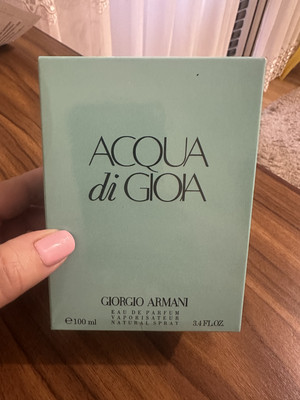 ACQUA
di GIOIA
GIORGIO ARMANI
EAU DE PARFUM
VAPORISATEUR
NATURAL SPRAY
℮ 100 ml 3.4 FL.OZ.